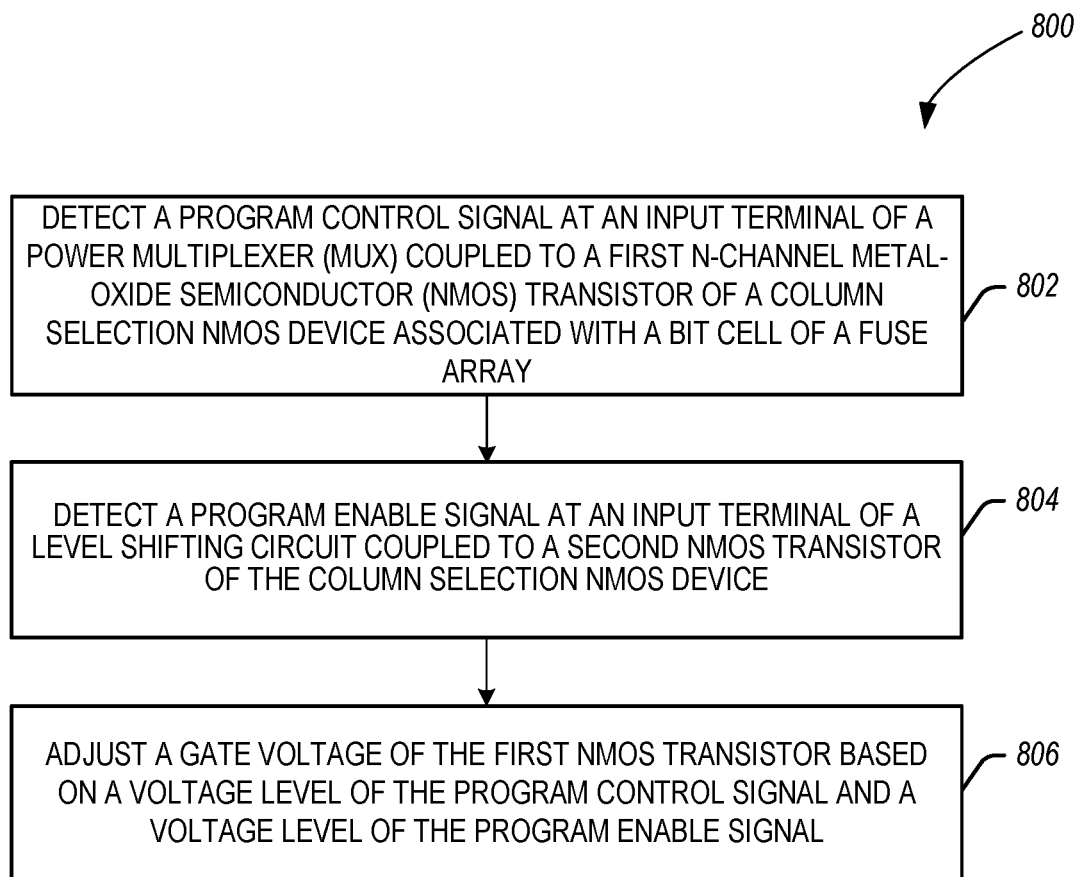 800
DETECT A PROGRAM CONTROL SIGNAL AT AN INPUT TERMINAL OF A
POWER MULTIPLEXER (MUX) COUPLED TO A FIRST N-CHANNEL METAL-
OXIDE SEMICONDUCTOR (NMOS) TRANSISTOR OF A COLUMN
SELECTION NMOS DEVICE ASSOCIATED WITH A BIT CELL OF A FUSE
ARRAY
802
DETECT A PROGRAM ENABLE SIGNAL AT AN INPUT TERMINAL OF A
LEVEL SHIFTING CIRCUIT COUPLED TO A SECOND NMOS TRANSISTOR
OF THE COLUMN SELECTION NMOS DEVICE
804
ADJUST A GATE VOLTAGE OF THE FIRST NMOS TRANSISTOR BASED
ON A VOLTAGE LEVEL OF THE PROGRAM CONTROL SIGNAL AND A
VOLTAGE LEVEL OF THE PROGRAM ENABLE SIGNAL
806